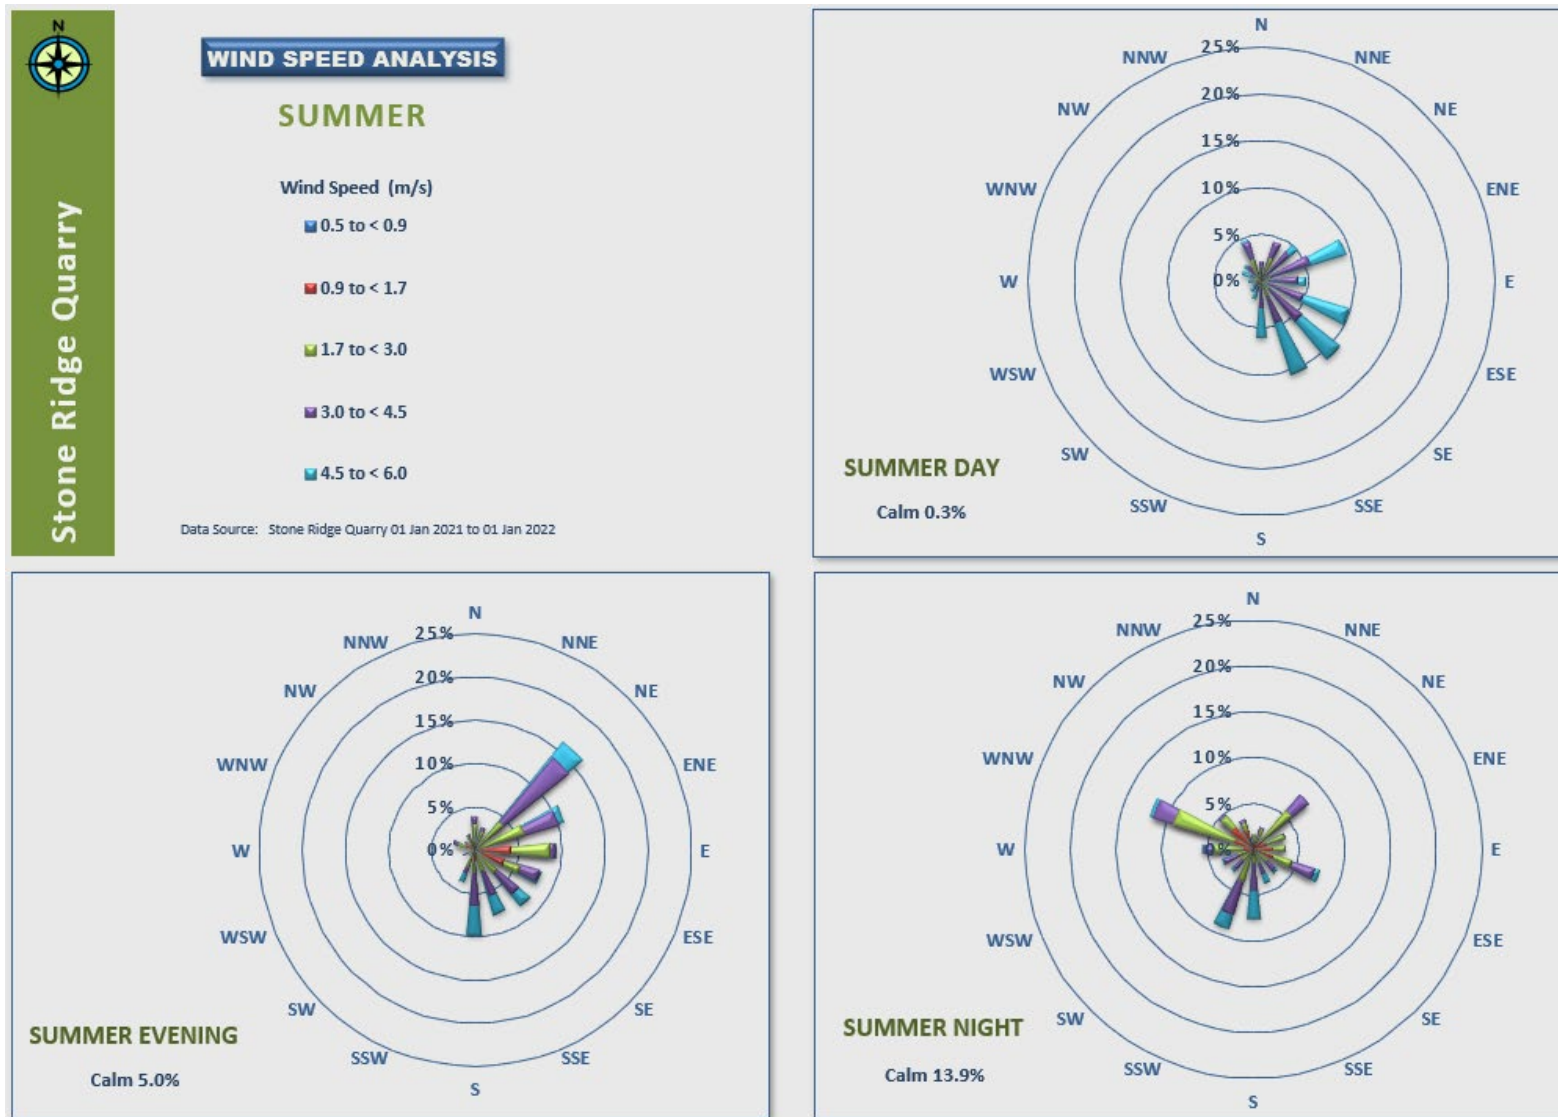 N
Stone Ridge Quarry
WIND SPEED ANALYSIS
SUMMER
Wind Speed (m/s)
0.5 to < 0.9
0.9 to < 1.7
1.7 to < 3.0
3.0 to < 4.5
4.5 to < 6.0
Data Source: Stone Ridge Quarry 01 Jan 2021 to 01 Jan 2022
N
25%
NNW
NNE
20%
NW
NE
15%
WNW
10%
ENE
5%
W
0%
E
WSW
ESE
SW
SE
SUMMER DAY
SSW
SSE
Calm 0.3%
S
N
25%
NNW
NNE
20%
NW
NE
15%
WNW
10%
ENE
5%
W
0%
E
WSW
ESE
SW
SE
SUMMER EVENING
SSW
SSE
Calm 5.0%
S
N
25%
NNW
NNE
20%
NW
NE
15%
WNW
10%
ENE
5%
W
0%
E
WSW
ESE
SW
SE
SUMMER NIGHT
SSW
SSE
Calm 13.9%
S